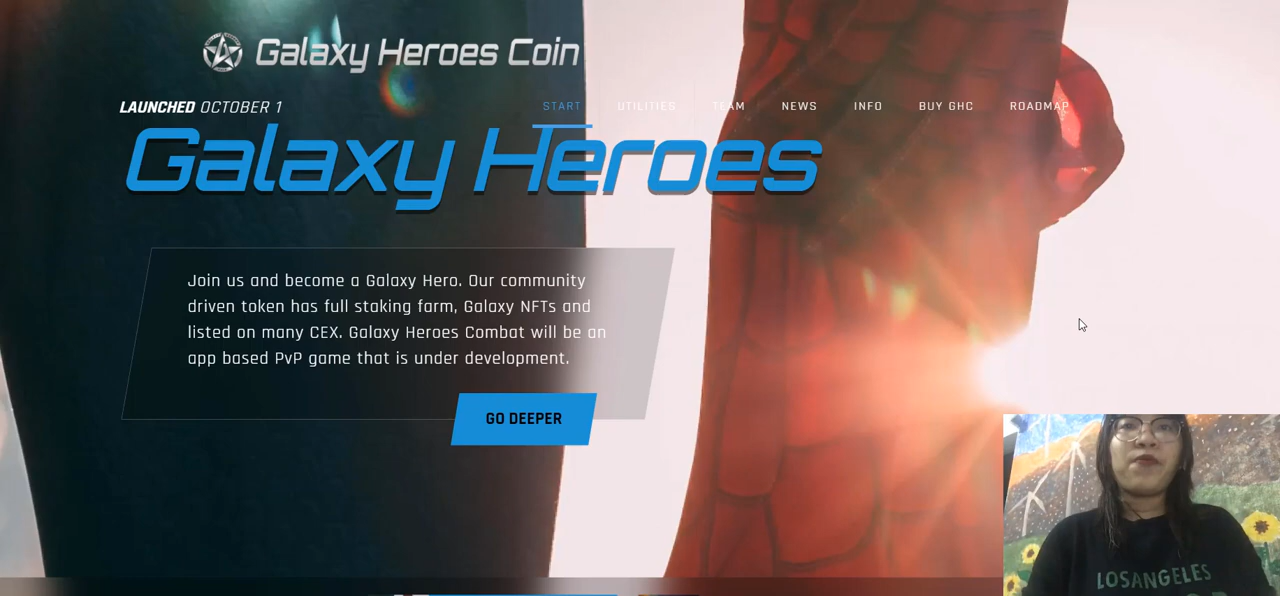 Galaxy Heroes Coin
LAUNCHED OCTOBER 1
START UTILITIES TEAM NEWS INFO BUY GHC ROADMAP
Galaxy Heroes
Join us and become a Galaxy Hero. Our community
driven token has full staking farm, Galaxy NFTs and
listed on many CEX. Galaxy Heroes Combat will be an
app based PvP game that is under development.
GO DEEPER
LOSANGELES